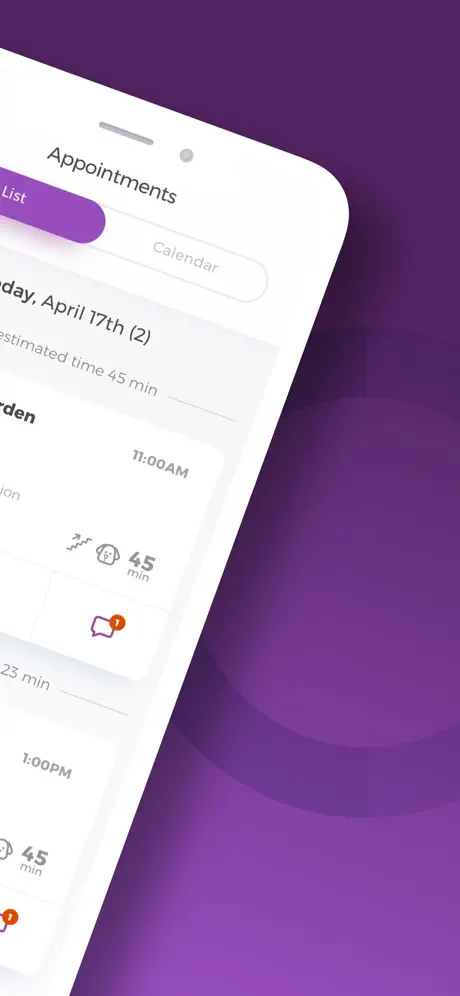 Appointments
List
Calendar
day, April 17th (2)
estimated time 45 min
rden
11:00AM
ion
45
min
1
23 min
1:00PM
45
min
1